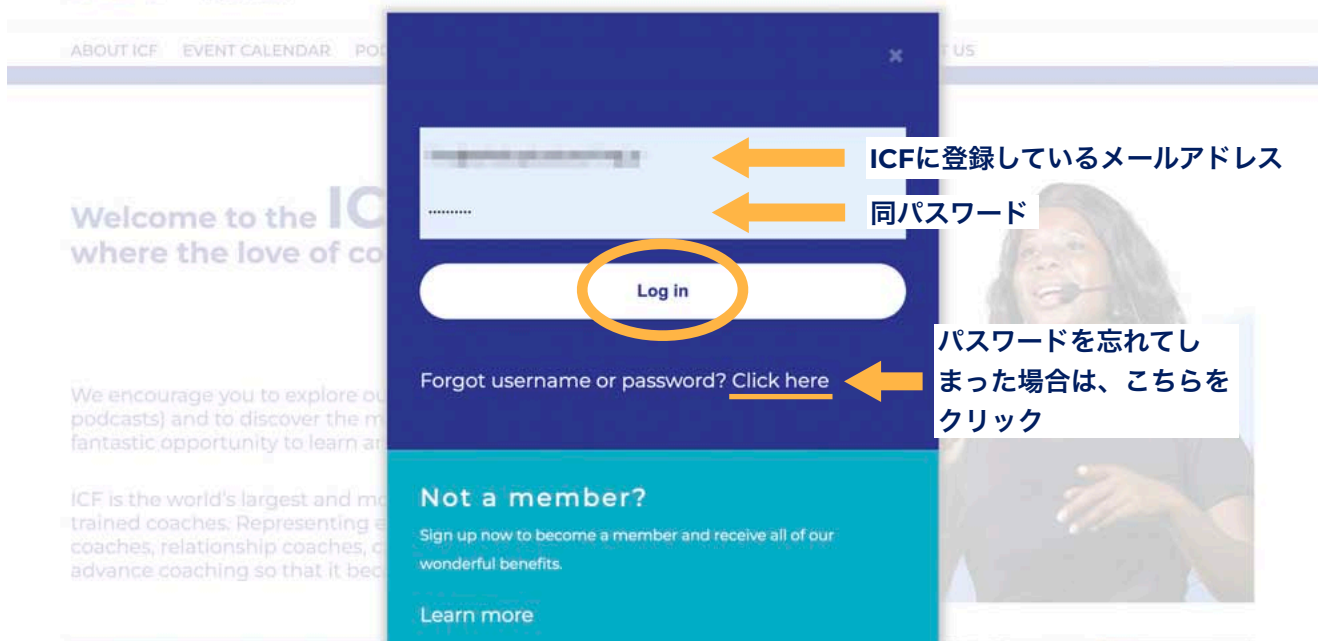 ABOUT ICF EVENT CALENDAR PO
T US
×
ICFに登録しているメールアドレス
Welcome to the IC
同パスワード
where the love of co
Log in
パスワードを忘れてし
まった場合は、こちらを
クリック
Forgot username or password? Click here
We encourage you to explore ou
podcasts) and to discover the m
fantastic opportunity to learn an
Not a member?
ICF is the world's largest and mo
trained coaches. Representing e
Sign up now to become a member and receive all of our
coaches, relationship coaches, c
wonderful benefits.
advance coaching so that it bec
Learn more